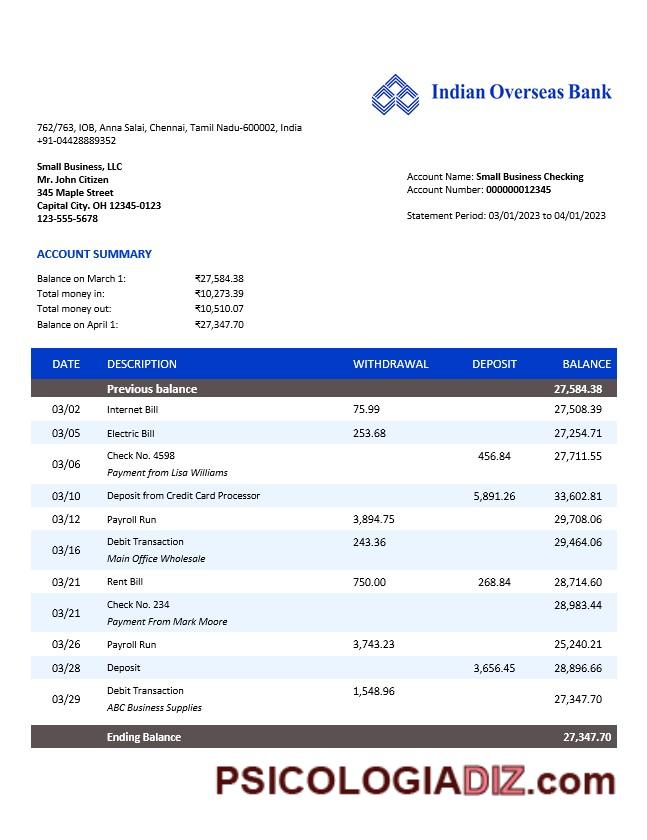 Indian Overseas Bank
762/763, IOB, Anna Salai, Chennai, Tamil Nadu-600002, India
+91-04428889352
Small Business, LLC
Mr. John Citizen
345 Maple Street
Capital City. OH 12345-0123
123-555-5678
Account Name: Small Business Checking
Account Number: 000000012345
Statement Period: 03/01/2023 to 04/01/2023
ACCOUNT SUMMARY
Balance on March 1: ₹27,584.38
Total money in: ₹10,273.39
Total money out: ₹10,510.07
Balance on April 1: ₹27,347.70
DATE DESCRIPTION WITHDRAWAL DEPOSIT BALANCE
Previous balance 27,584.38
03/02 Internet Bill 75.99 27,508.39
03/05 Electric Bill 253.68 27,254.71
03/06 Check No. 4598 456.84 27,711.55
Payment from Lisa Williams
03/10 Deposit from Credit Card Processor 5,891.26 33,602.81
03/12 Payroll Run 3,894.75 29,708.06
03/16 Debit Transaction 243.36 29,464.06
Main Office Wholesale
03/21 Rent Bill 750.00 268.84 28,714.60
03/21 Check No. 234 28,983.44
Payment From Mark Moore
03/26 Payroll Run 3,743.23 25,240.21
03/28 Deposit 3,656.45 28,896.66
03/29 Debit Transaction 1,548.96 27,347.70
ABC Business Supplies
Ending Balance 27,347.70
PSICOLOGIADIZ.com